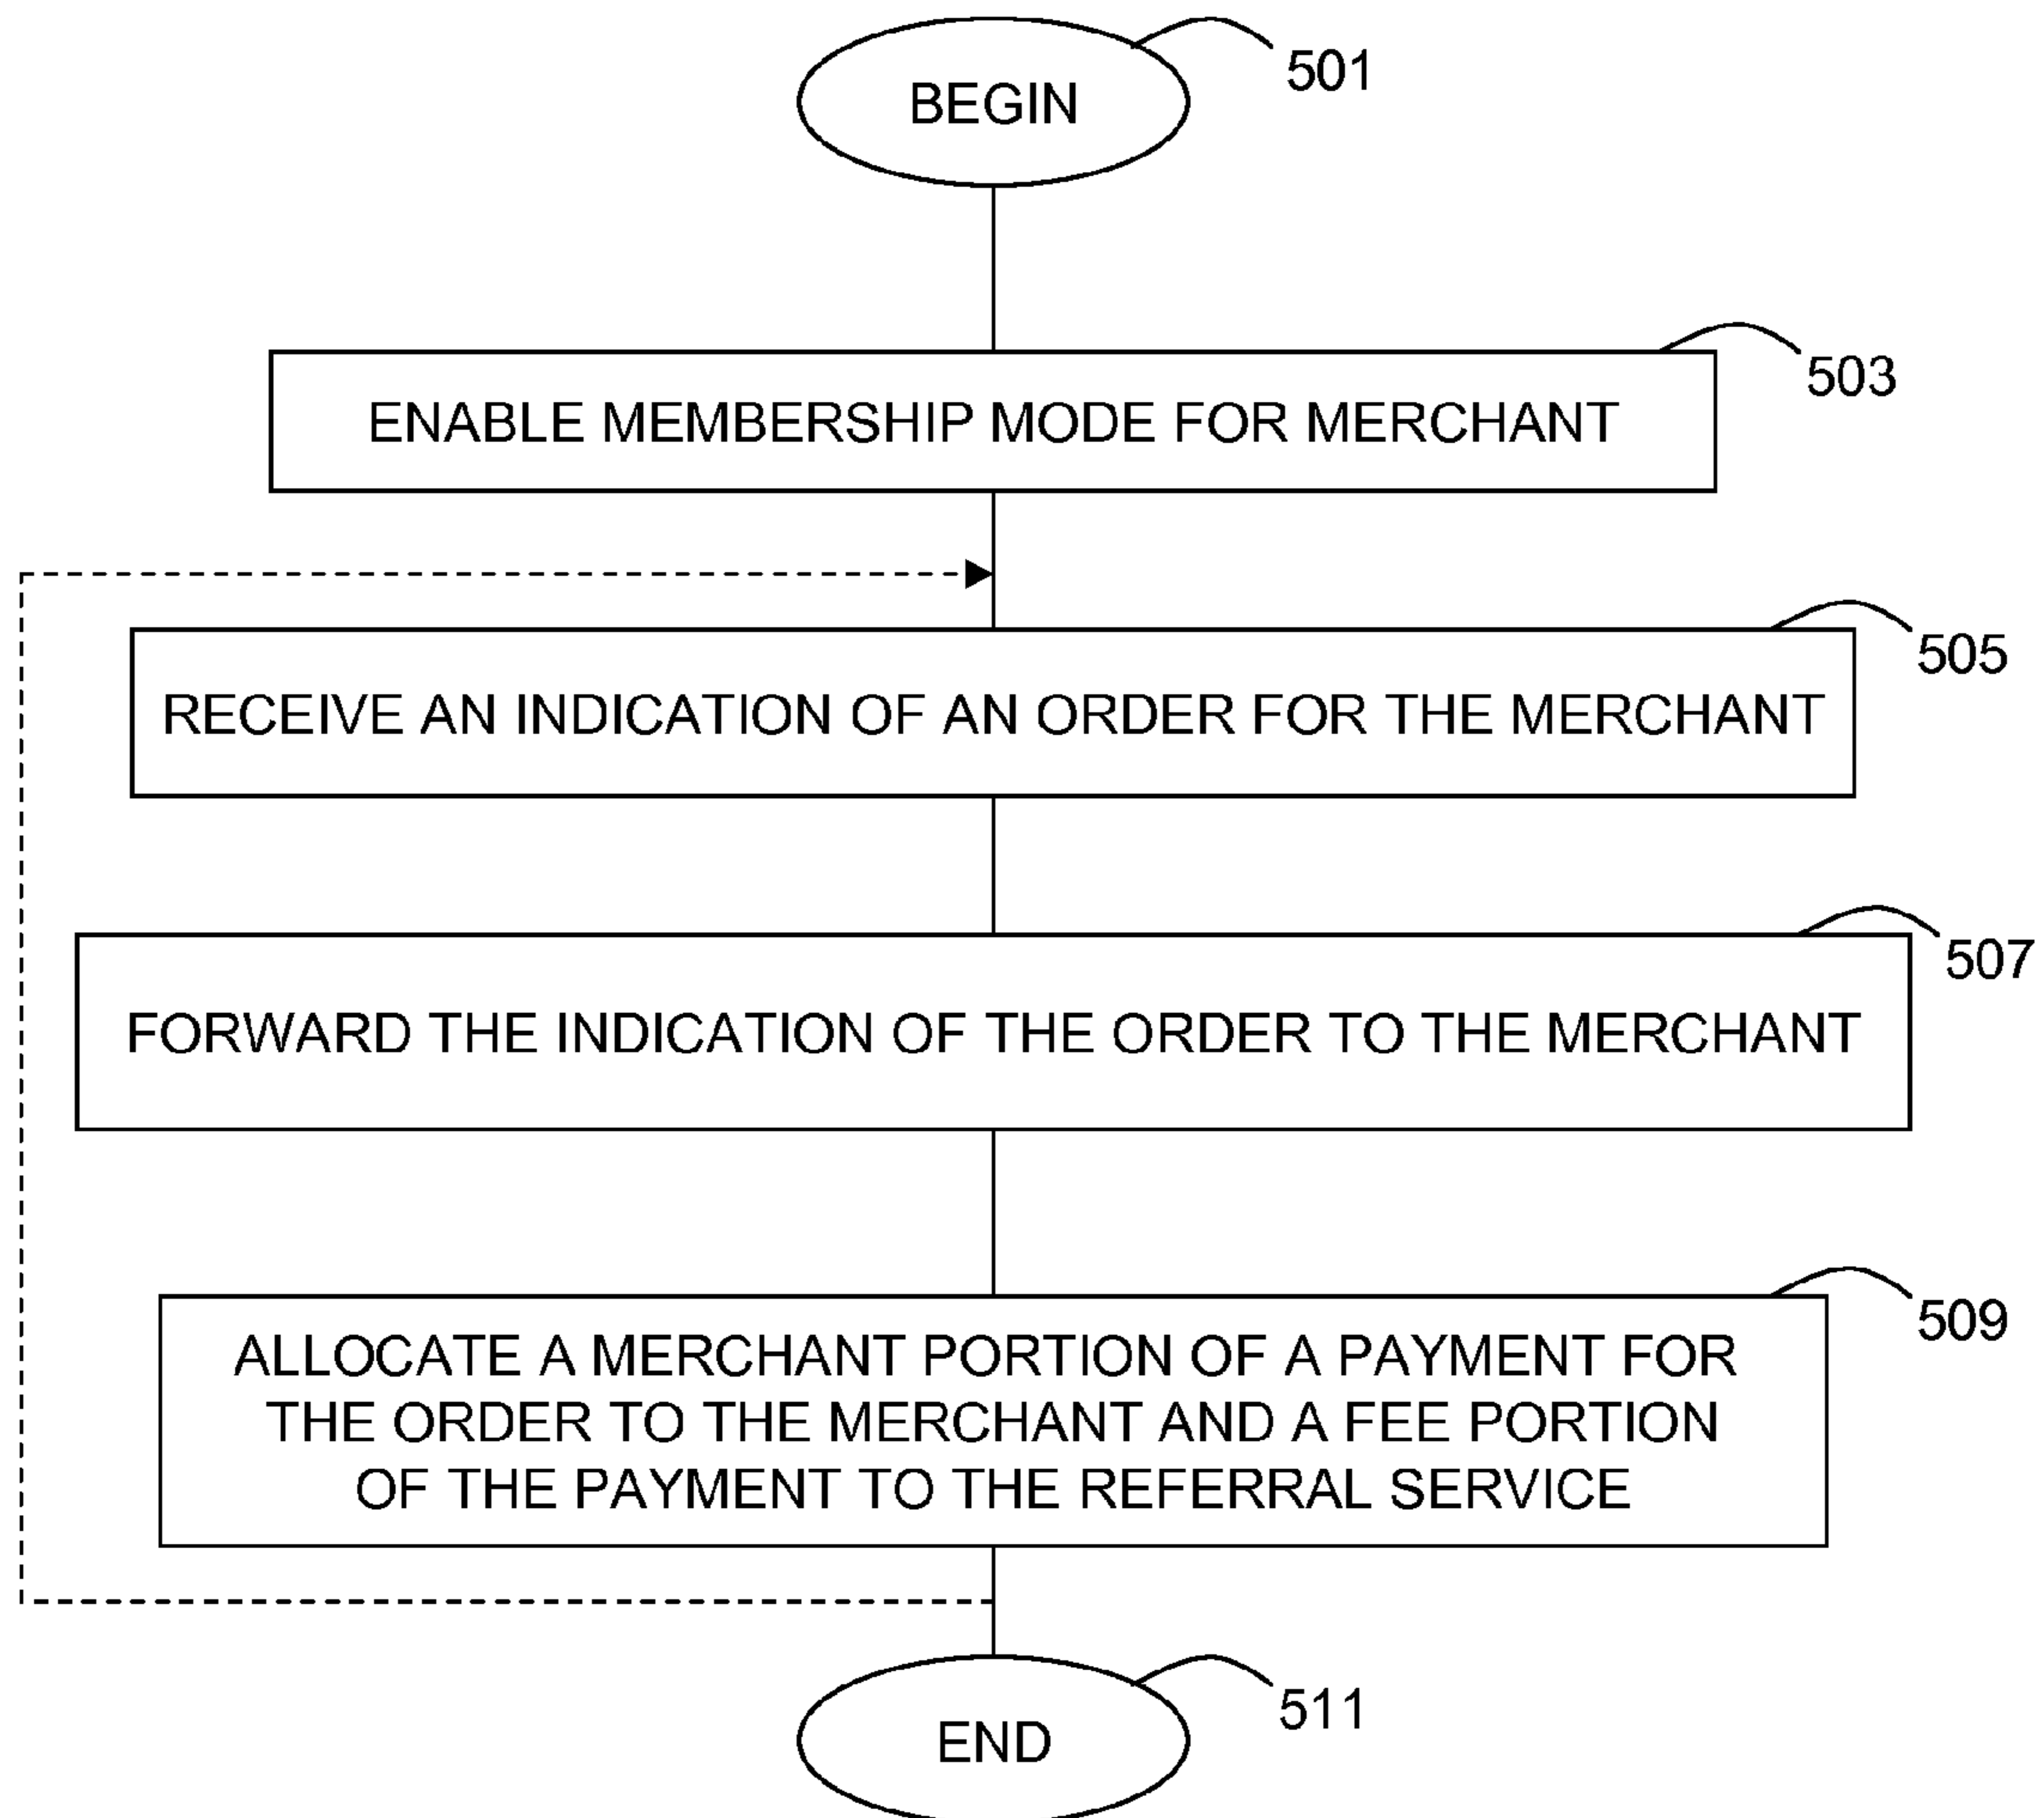 BEGIN
501
ENABLE MEMBERSHIP MODE FOR MERCHANT
503
RECEIVE AN INDICATION OF AN ORDER FOR THE MERCHANT
505
FORWARD THE INDICATION OF THE ORDER TO THE MERCHANT
507
ALLOCATE A MERCHANT PORTION OF A PAYMENT FOR
THE ORDER TO THE MERCHANT AND A FEE PORTION
OF THE PAYMENT TO THE REFERRAL SERVICE
509
END
511